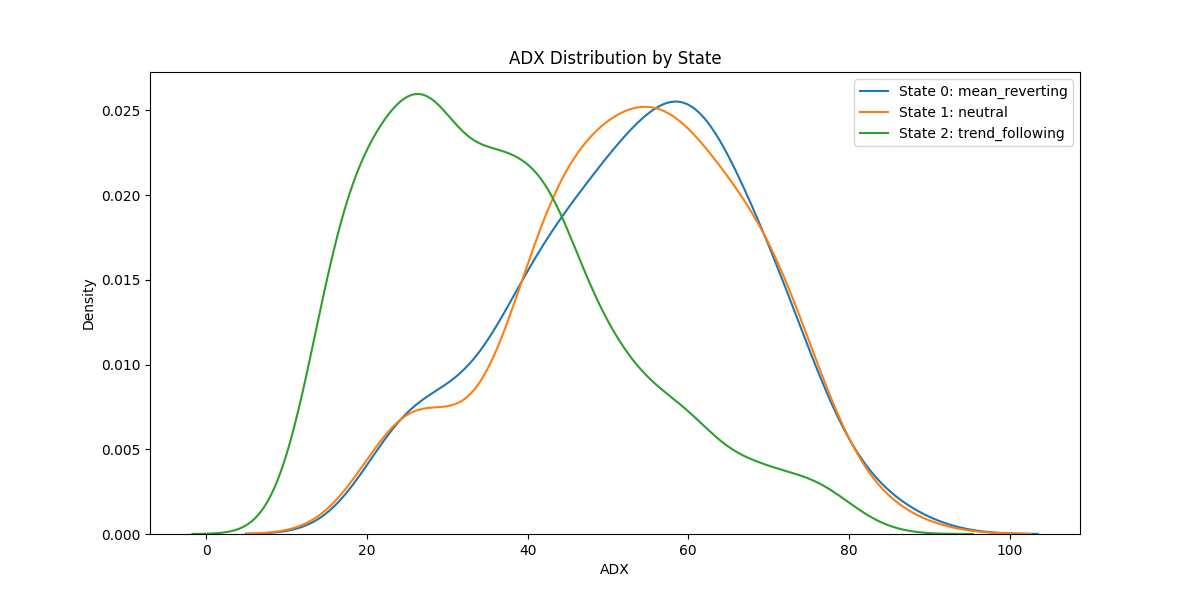 ADX Distribution by State
State 0: mean_reverting
State 1: neutral
State 2: trend_following
Density
0.025
0.020
0.015
0.010
0.005
0.000
0 20 40 60 80 100
ADX